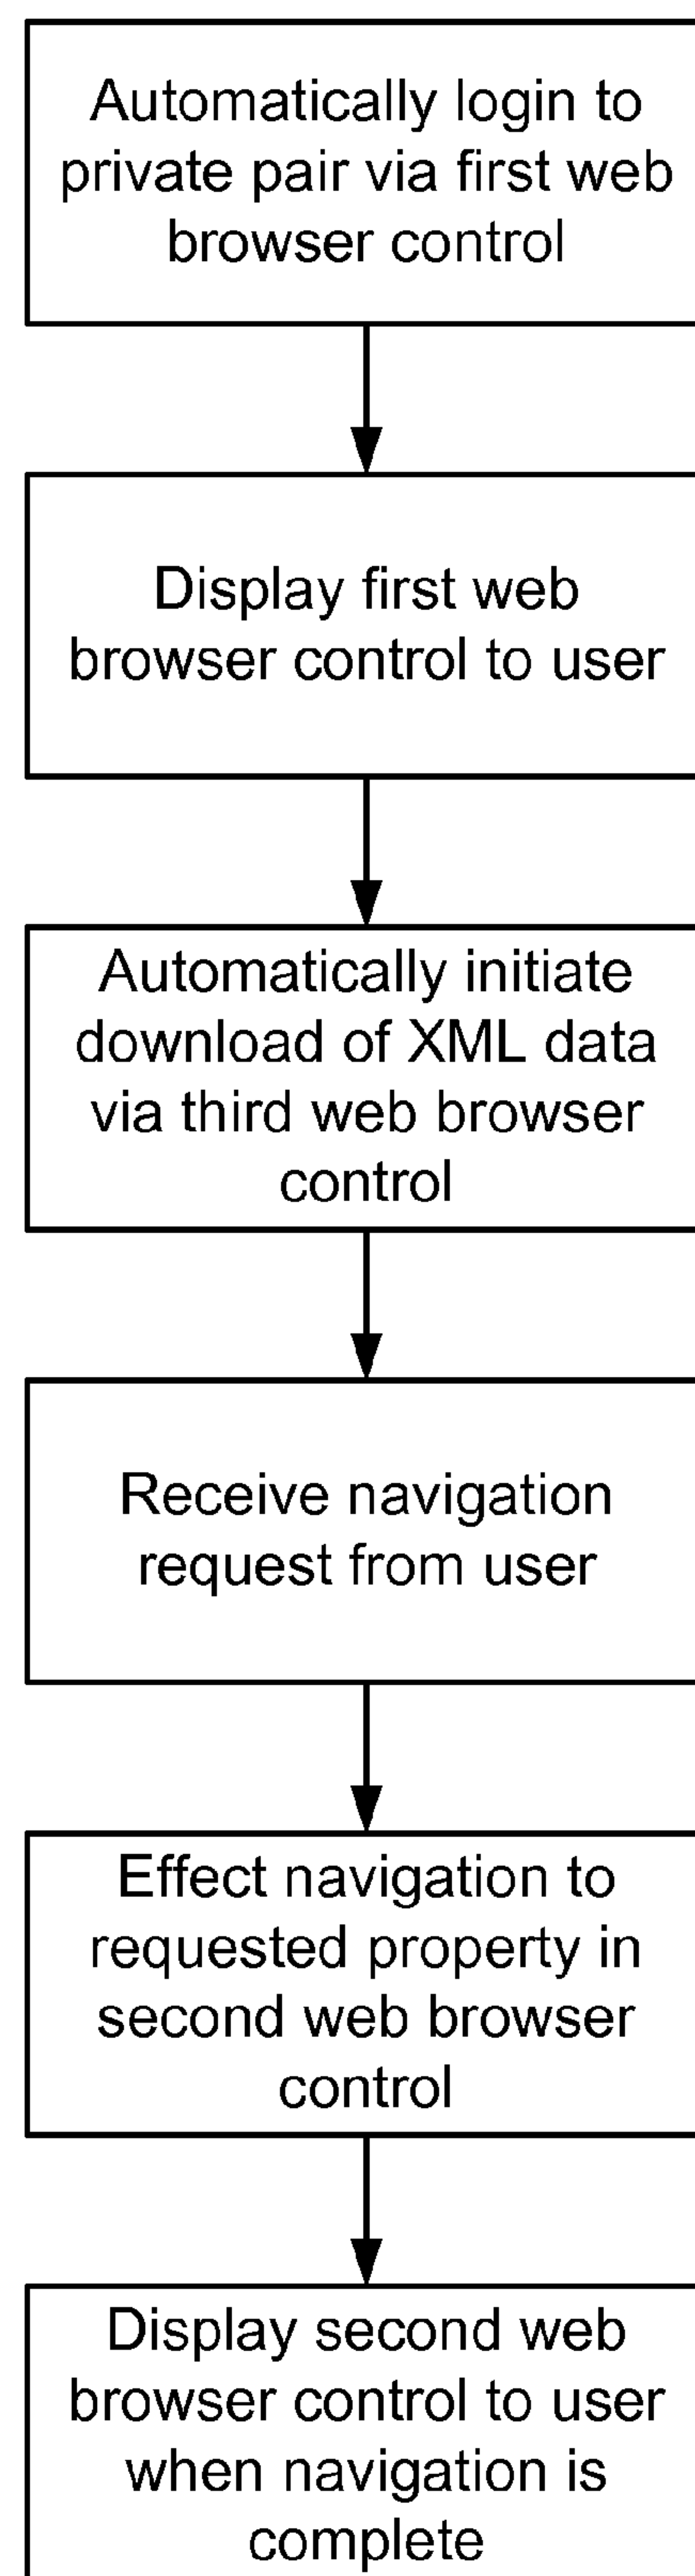 Automatically login to
private pair via first web
browser control
Display first web
browser control to user
Automatically initiate
download of XML data
via third web browser
control
Receive navigation
request from user
Effect navigation to
requested property in
second web browser
control
Display second web
browser control to user
when navigation is
complete